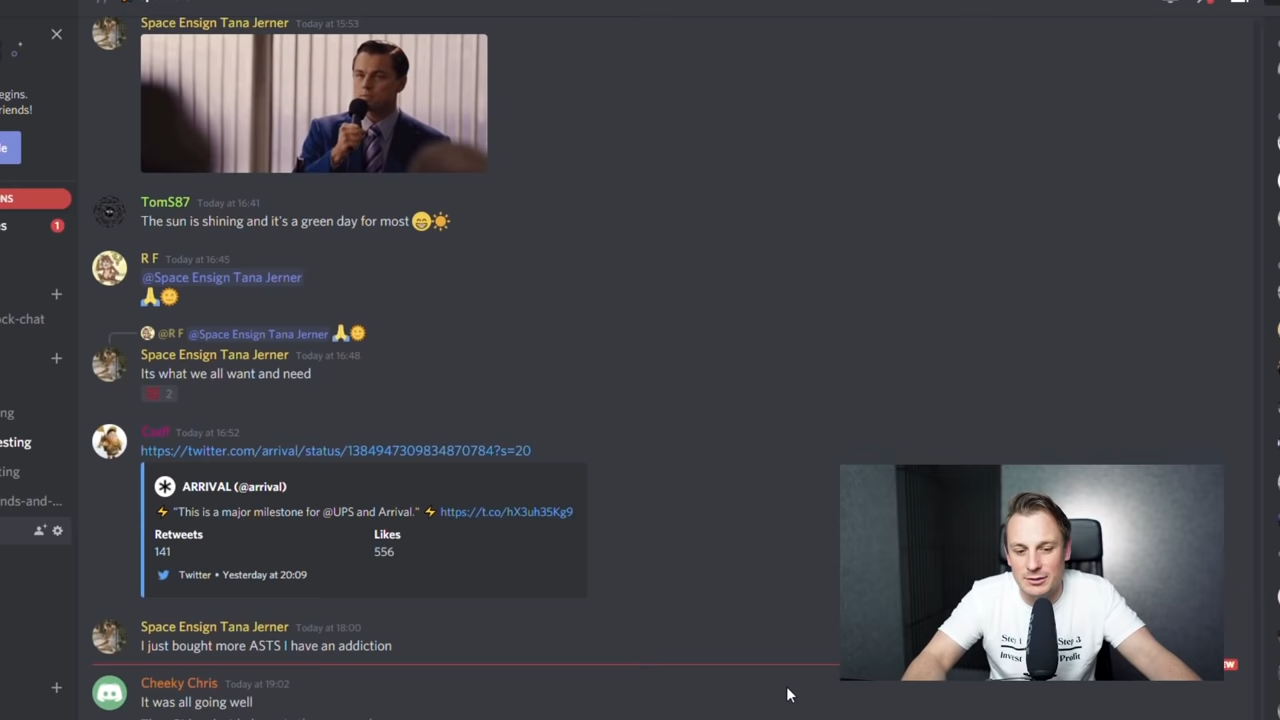 Space Ensign Tana Jerner Today at 15:53
egins.
riends!
le
NS
TomS87 Today at 16:41
The sun is shining and it's a green day for most 😄☀
s
1
R F Today at 16:45
@Space Ensign Tana Jerner
🙏🌞
ck-chat
@R F @Space Ensign Tana Jerner 🙏🌞
Space Ensign Tana Jerner Today at 16:48
Its what we all want and need
2
ng
Today at 16:52
esting
https://twitter.com/arrival/status/1384947309834870784?s=20
ting
ARRIVAL (@arrival)
nds-and-...
⚡ "This is a major milestone for @UPS and Arrival." ⚡ https://t.co/hX3uh35Kg9
Retweets Likes
141 556
Twitter • Yesterday at 20:09
Space Ensign Tana Jerner Today at 18:00
I just bought more ASTS I have an addiction
Step 1 Step 3
Invest Profit
Cheeky Chris Today at 19:02
It was all going well